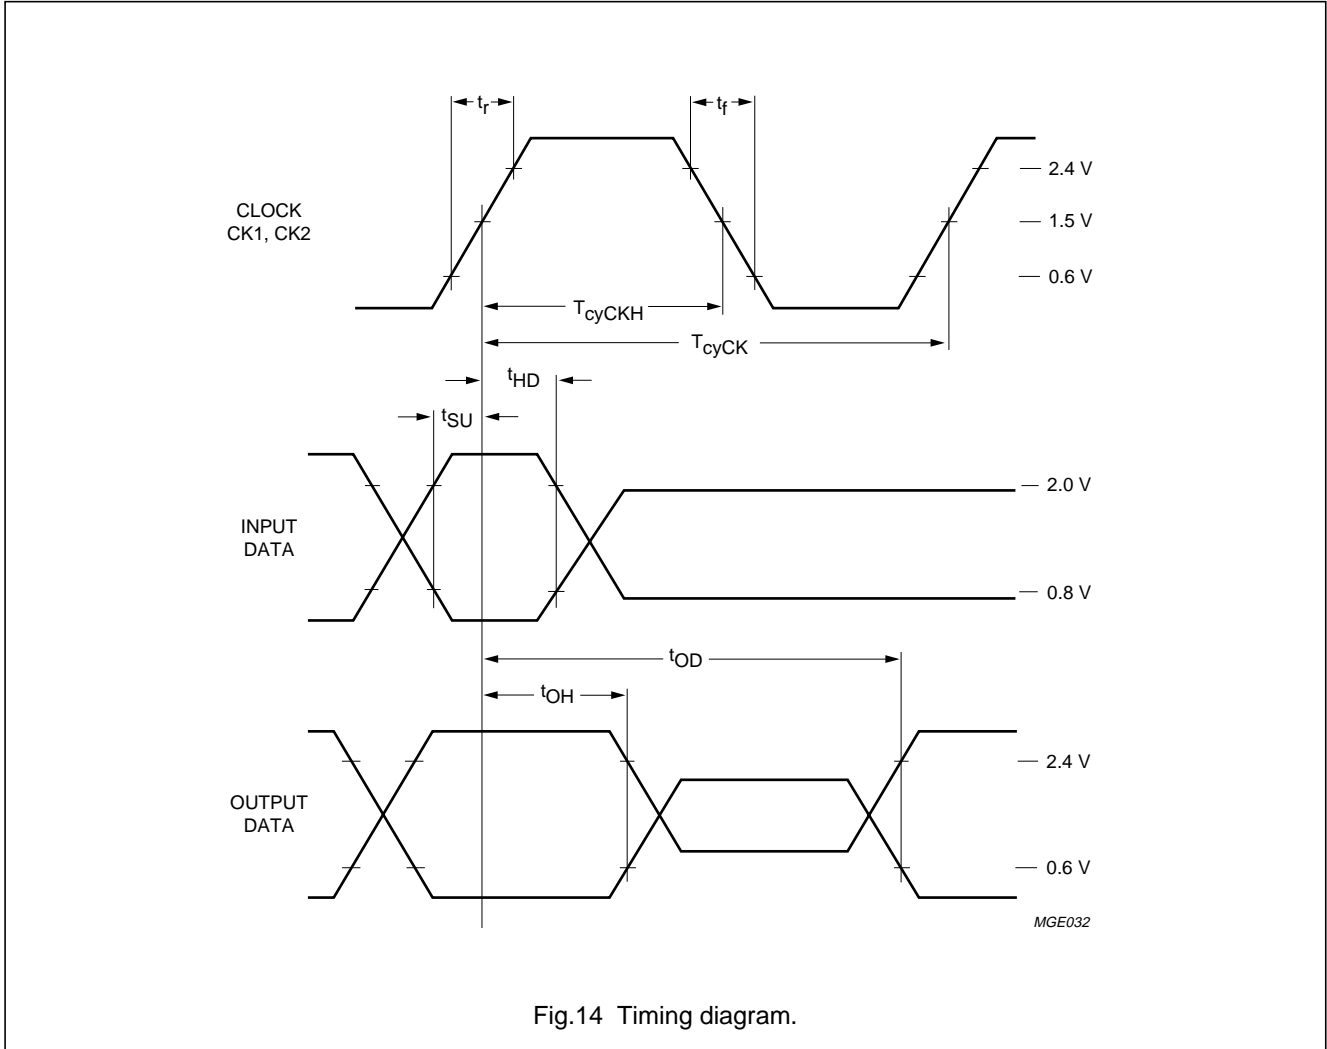 tr
tf
2.4 V
CLOCK
CK1, CK2
1.5 V
0.6 V
TcyCKH
TcyCK
tHD
tSU
2.0 V
INPUT
DATA
0.8 V
tOD
tOH
2.4 V
OUTPUT
DATA
0.6 V
MGE032
Fig.14 Timing diagram.